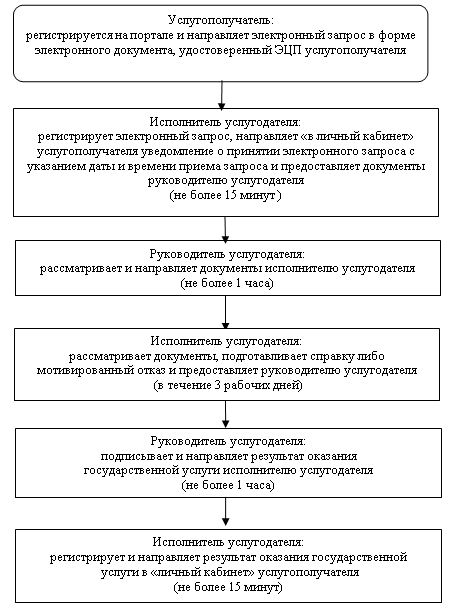 Услугополучатель:
регистрируется на портале и направляет электронный запрос в форме
электронного документа, удостоверенный ЭЦП услугополучателя
Исполнитель услугодателя:
регистрирует электронный запрос, направляет «в личный кабинет»
услугополучателя уведомление о принятии электронного запроса с
указанием даты и времени приема запроса и предоставляет документы
руководителю услугодателя
(не более 15 минут)
Руководитель услугодателя:
рассматривает и направляет документы исполнителю услугодателя
(не более 1 часа)
Исполнитель услугодателя:
рассматривает документы, подготавливает справку либо
мотивированный отказ и предоставляет руководителю услугодателя
(в течение 3 рабочих дней)
Руководитель услугодателя:
подписывает и направляет результат оказания
государственной услуги исполнителю услугодателя
(не более 1 часа)
Исполнитель услугодателя:
регистрирует и направляет результат оказания государственной
услуги в «личный кабинет» услугополучателя
(не более 15 минут)